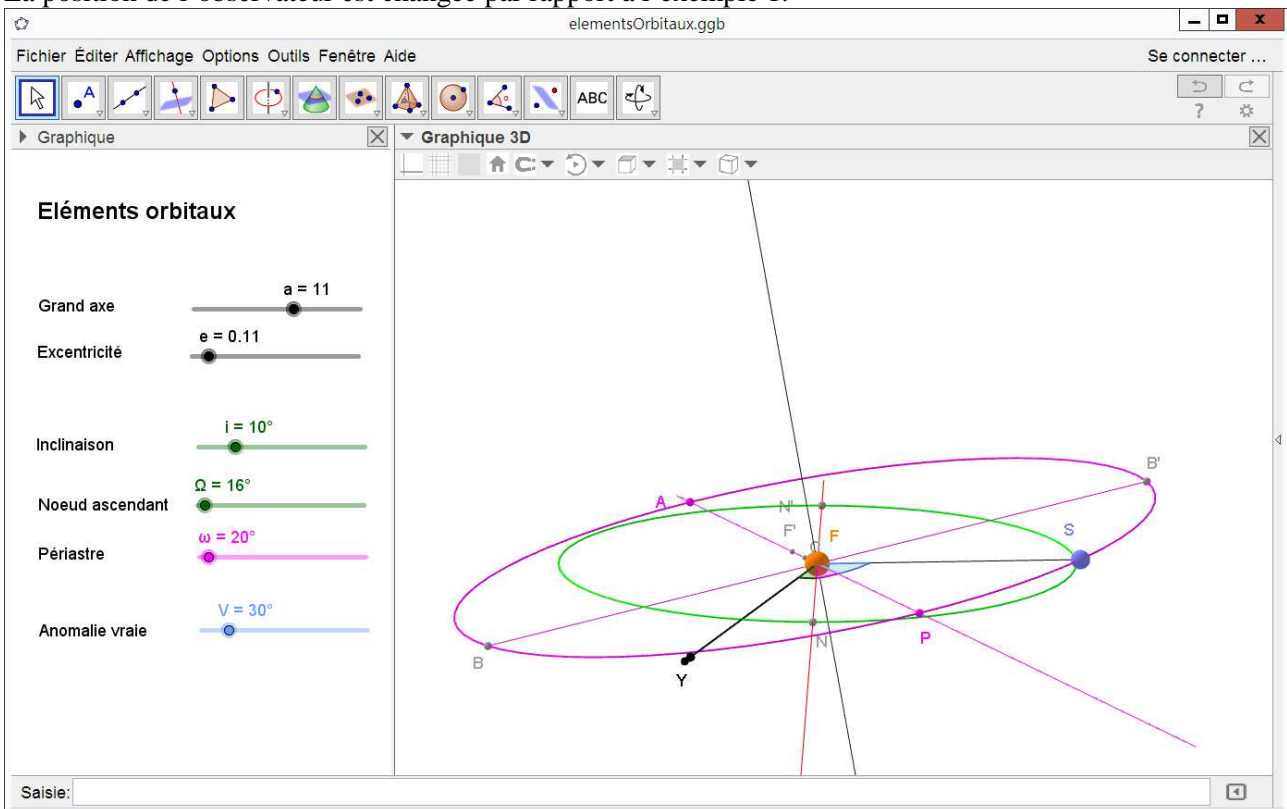 La position de l'observateur est changée par rapport à l'exemple 1.
elementsOrbitaux.ggb
Fichier Éditer Affichage Options Outils Fenêtre Aide
Se connecter ...
A
ABC
?
Graphique
Graphique 3D
Eléments orbitaux
a = 11
Grand axe
e = 0.11
Excentricité
i = 10°
Inclinaison
Ω = 16°
Noeud ascendant
ω = 20°
Périastre
V = 30°
Anomalie vraie
B'
A
N'
F'
F
C
S
N
P
B
Y
Saisie: